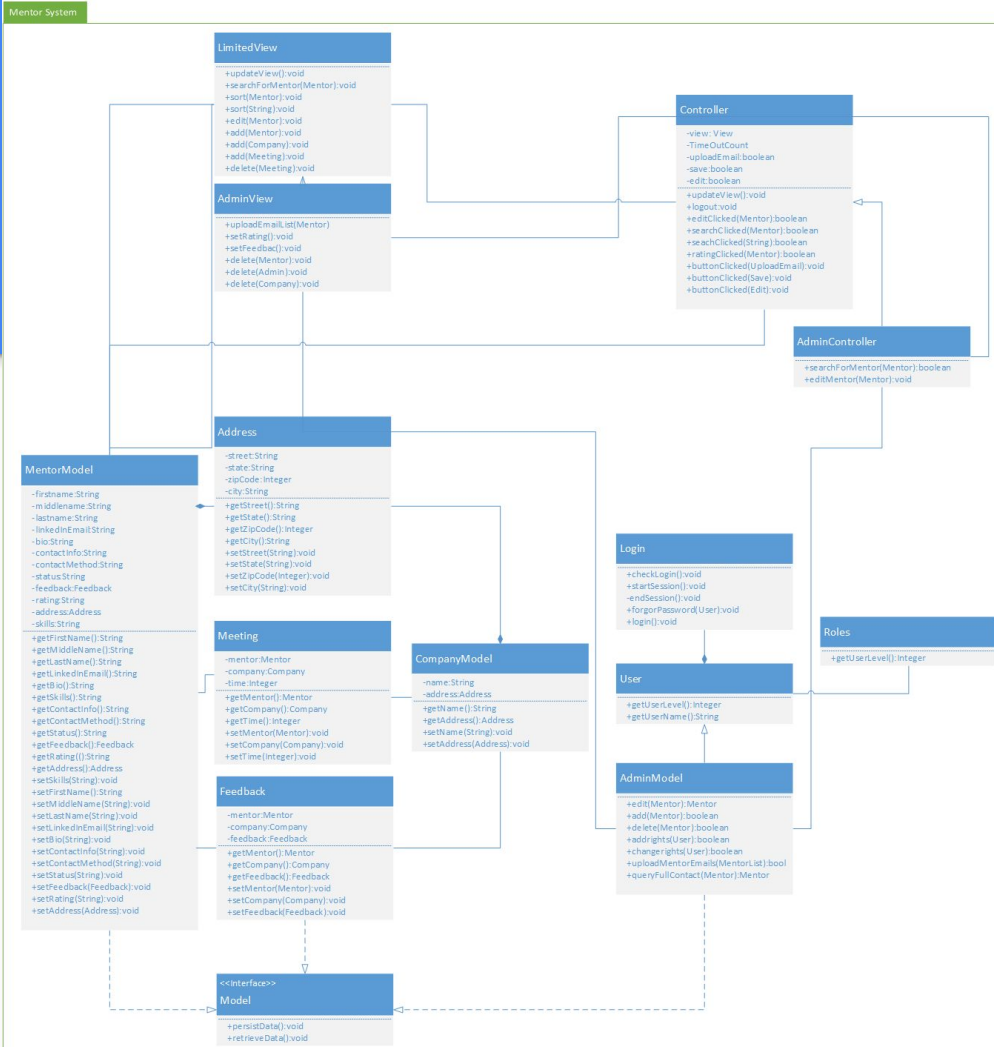 Mentor System
LimitedView
+updateView():void
+searchForMentor(Mentor):void
+sort(Mentor):void
+sort(String):void
+edit(Mentor):void
+add(Mentor):void
+add(Company):void
+add(Meeting):void
+delete(Meeting):void
AdminView
+uploadEmailList(Mentor)
+setRating():void
+setFeedbac():void
+delete(Mentor):void
+delete(Admin):void
+delete(Company):void
Controller
-view: View
-TimeOutCount
-uploadEmail:boolean
-save:boolean
-edit:boolean
+updateView():void
+logout:void
+editClicked(Mentor):boolean
+searchClicked(Mentor):boolean
+seachClicked(String):boolean
+ratingClicked(Mentor):boolean
+buttonClicked(UploadEmail):void
+buttonClicked(Save):void
+buttonClicked(Edit):void
AdminController
+searchForMentor(Mentor):boolean
+editMentor(Mentor):void
Address
-street:String
-state:String
-zipCode:Integer
-city:String
+getStreet():String
+getState():String
+getZipCode():Integer
+getCity():String
+setStreet(String):void
+setState(String):void
+setZipCode(Integer):void
+setCity(String):void
MentorModel
-firstname:String
-middlename:String
-lastname:String
-linkedInEmail:String
-bio:String
-contactInfo:String
-contactMethod:String
-status:String
-feedback:Feedback
-rating:String
-address:Address
-skills:String
+getFirstName():String
+getMiddleName():String
+getLastName():String
+getLinkedInEmail():String
+getBio():String
+getSkills():String
+getContactInfo():String
+getContactMethod():String
+getStatus():String
+getFeedback():Feedback
+getRating(():String
+getAddress():Address
+setSkills(String):void
+setFirstName():String
+setMiddleName(String):void
+setLastName(String):void
+setLinkedInEmail(String):void
+setBio(String):void
+setContactInfo(String):void
+setContactMethod(String):void
+setStatus(String):void
+setFeedback(Feedback):void
+setRating(String):void
+setAddress(Address):void
Meeting
-mentor:Mentor
-company:Company
-time:Integer
+getMentor():Mentor
+getCompany():Company
+getTime():Integer
+setMentor(Mentor):void
+setCompany(Company):void
+setTime(Integer):void
CompanyModel
-name:String
-address:Address
+getName():String
+getAddress():Address
+setName(String):void
+setAddress(Address):void
Feedback
-mentor:Mentor
-company:Company
-feedback:Feedback
+getMentor():Mentor
+getCompany():Company
+getFeedback():Feedback
+setMentor(Mentor):void
+setCompany(Company):void
+setFeedback(Feedback):void
Login
+checkLogin():void
+startSession():void
-endSession():void
+forgorPassword(User):void
+login():void
Roles
+getUserLevel():Integer
User
+getUserLevel():Integer
+getUserName():String
AdminModel
+edit(Mentor):Mentor
+add(Mentor):boolean
+delete(Mentor):boolean
+addrights(User):boolean
+changerights(User):boolean
+uploadMentorEmails(MentorList):bool
+queryFullContact(Mentor):Mentor
<<Interface>>
Model
+persistData():void
+retrieveData():void